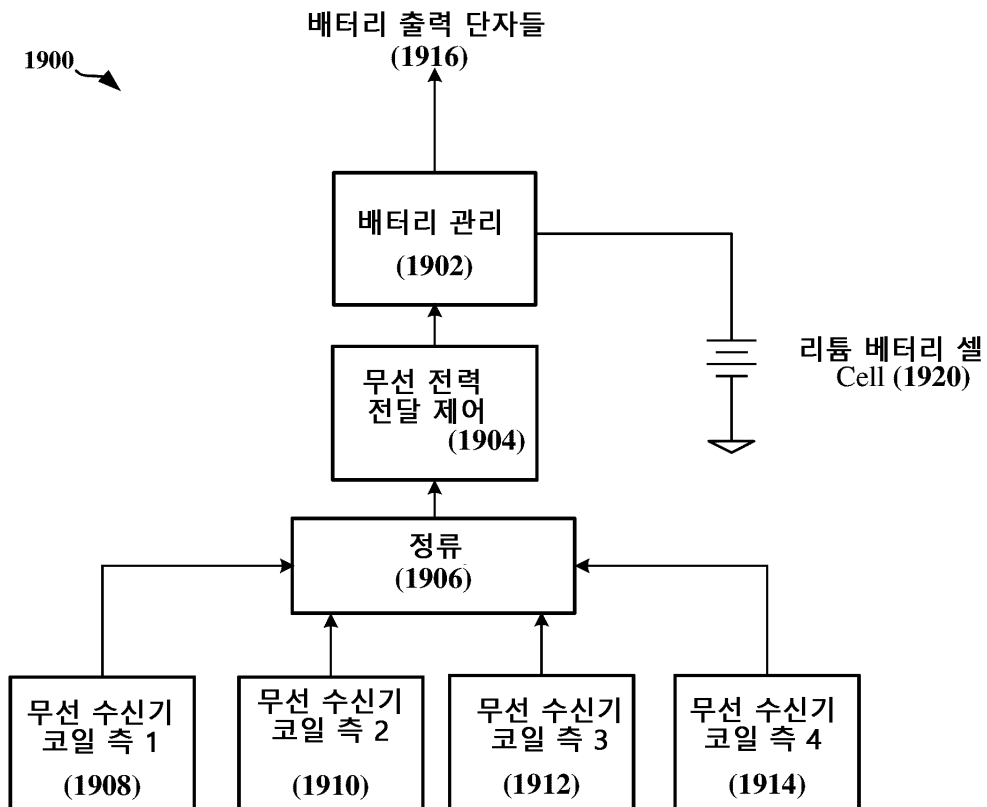 배터리 출력 단자들
(1916)
1900
배터리 관리
(1902)
리튬 배터리 셀
Cell (1920)
무선 전력
전달 제어
(1904)
정류
(1906)
무선 수신기
코일 측 1
(1908)
무선 수신기
코일 측 2
(1910)
무선 수신기
코일 측 3
(1912)
무선 수신기
코일 측 4
(1914)